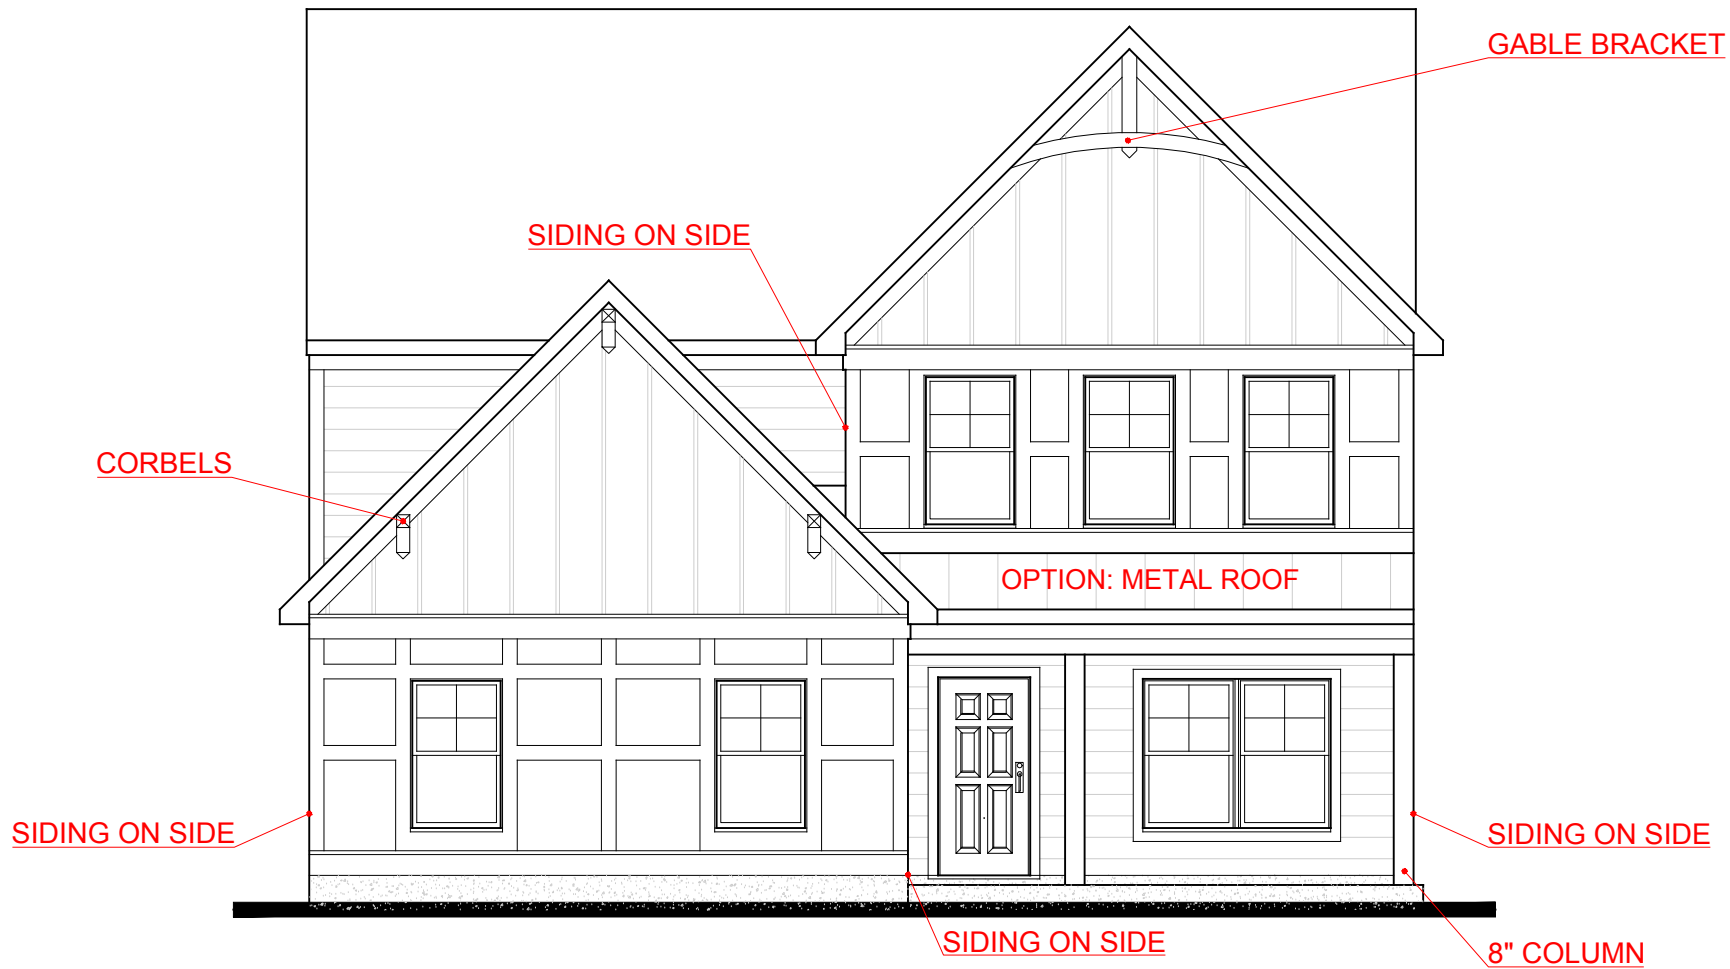 GABLE BRACKET
SIDING ON SIDE
CORBELS
OPTION: METAL ROOF
SIDING ON SIDE
SIDING ON SIDE
SIDING ON SIDE
8" COLUMN